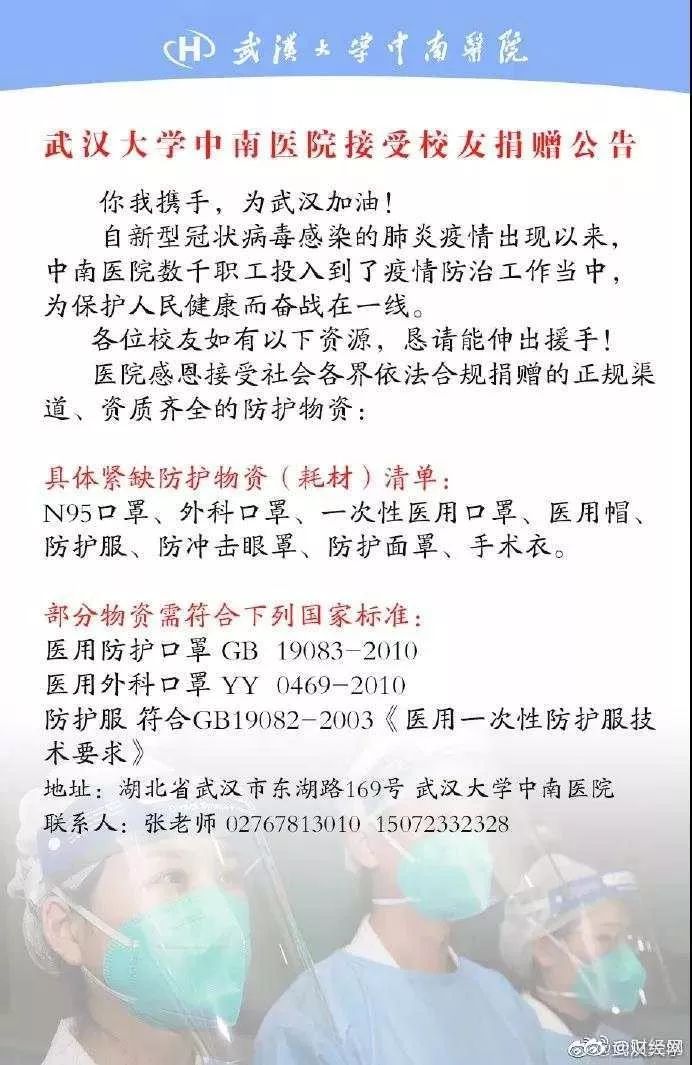 武漢大学中南醫院
武汉大学中南医院接受校友捐赠公告
你我携手，为武汉加油！
自新型冠状病毒感染的肺炎疫情出现以来，
中南医院数千职工投入到了疫情防治工作当中，
为保护人民健康而奋战在一线。
各位校友如有以下资源，恳请能伸出援手！
医院感恩接受社会各界依法合规捐赠的正规渠
道、资质齐全的防护物资：
具体紧缺防护物资（耗材）清单：
N95口罩、外科口罩、一次性医用口罩、医用帽、
防护服、防冲击眼罩、防护面罩、手术衣。
部分物资需符合下列国家标准：
医用防护口罩 GB 19083-2010
医用外科口罩 YY 0469-2010
防护服 符合GB19082-2003《医用一次性防护服技
术要求》
地址：湖北省武汉市东湖路169号 武汉大学中南医院
联系人：张老师 02767813010 15072332328
@财经网